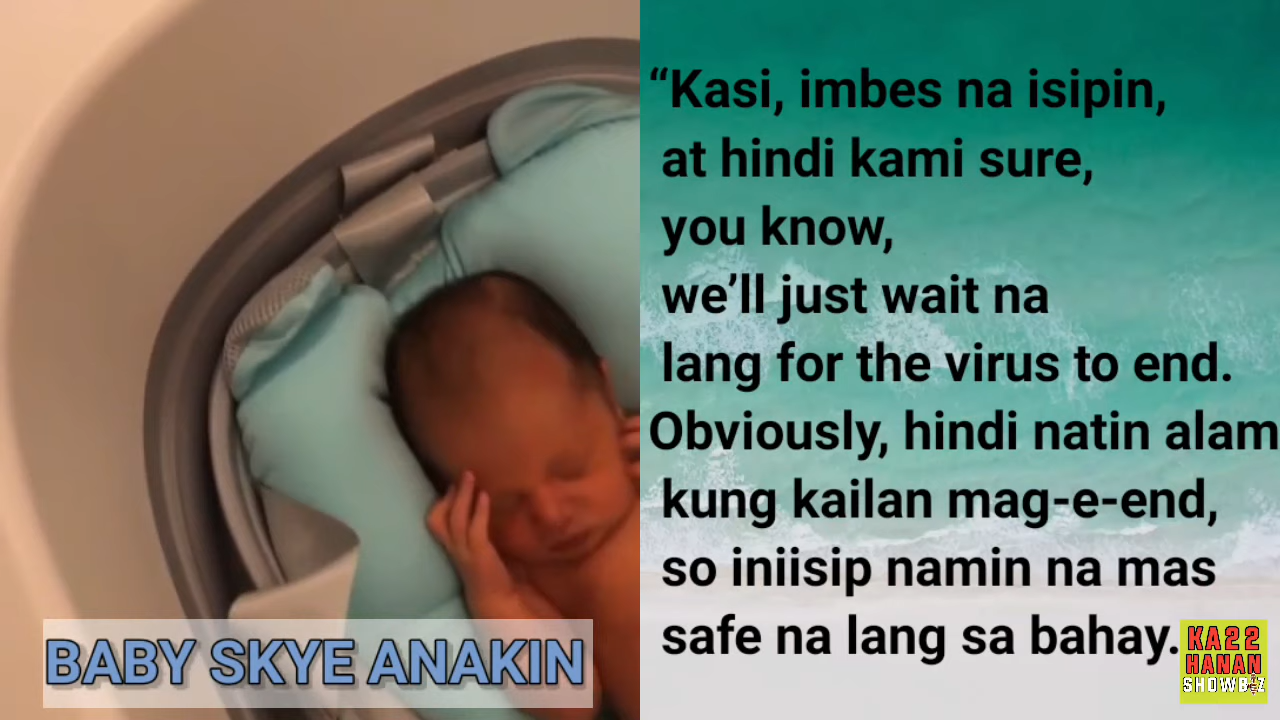 BABY SKYE ANAKIN
“Kasi, imbes na isipin,
at hindi kami sure,
you know,
we’ll just wait na
lang for the virus to end.
Obviously, hindi natin alam
kung kailan mag-e-end,
so iniisip namin na mas
safe na lang sa bahay.
KA22
HANAN
SHOWBIZ